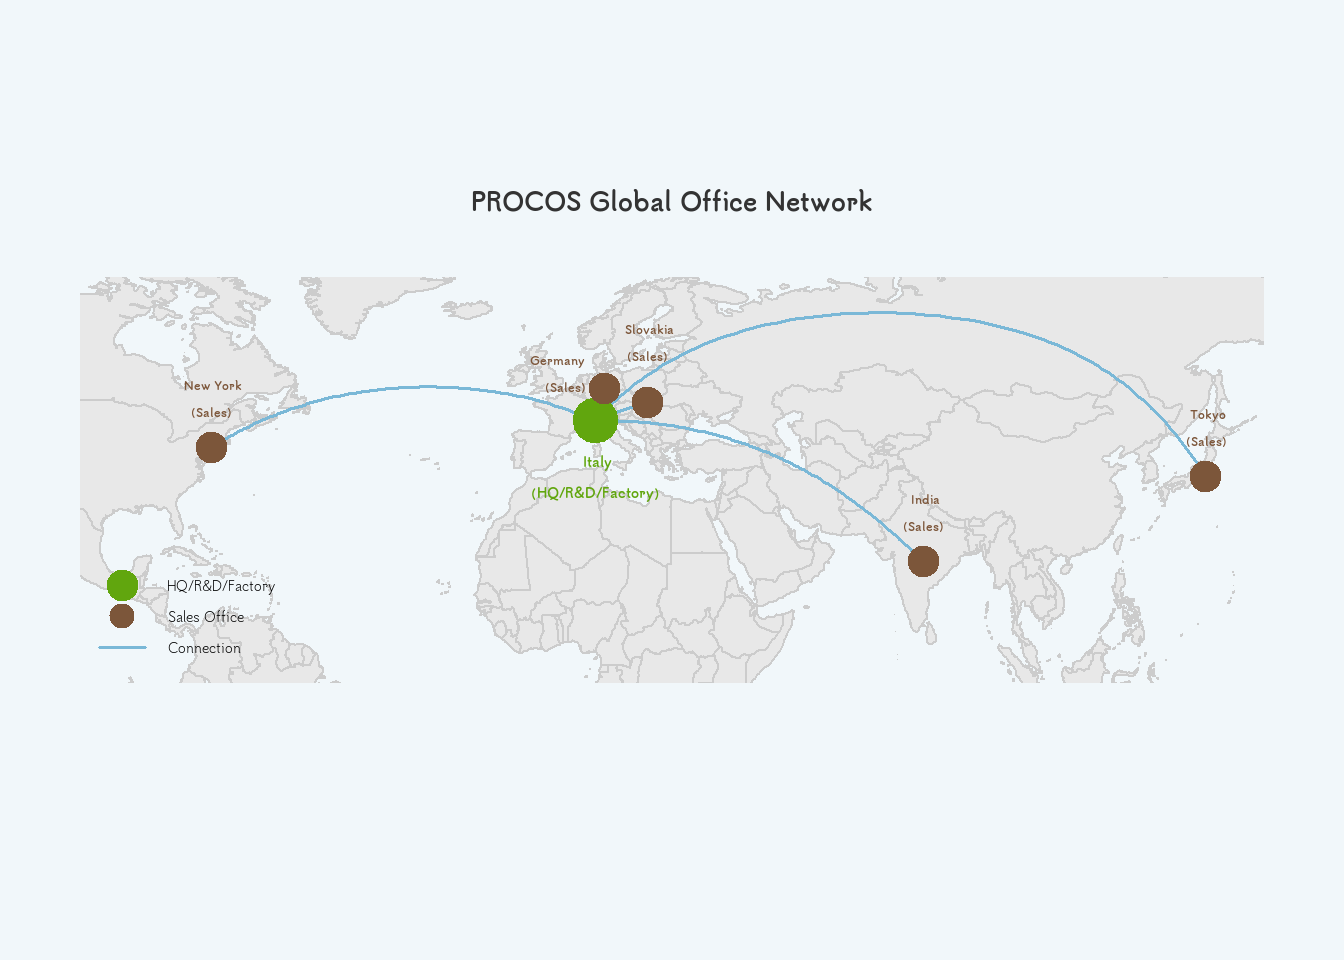 PROCOS Global Office Network
Slovakia
(Sales)
Germany
(Sales)
New York
(Sales)
Tokyo
(Sales)
Italy
(HQ/R&D/Factory)
India
(Sales)
HQ/R&D/Factory
Sales Office
Connection